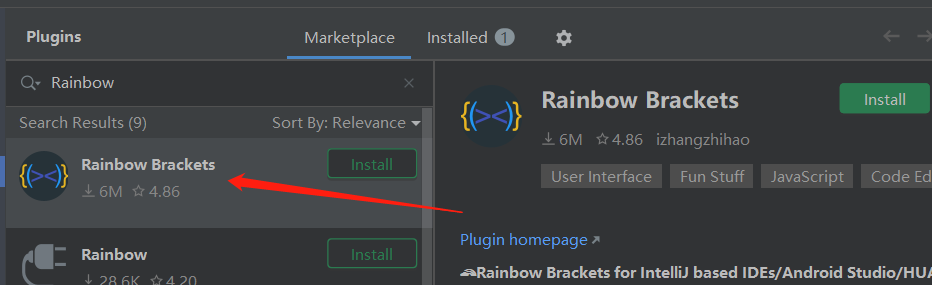 Plugins
Marketplace
Installed 1
Rainbow
Search Results (9)
Sort By: Relevance
Rainbow Brackets
Install
6M 4.86
Rainbow
Install
28.6K 4.20
Rainbow Brackets
Install
6M 4.86 izhangzhihao
User Interface Fun Stuff JavaScript Code Ed
Plugin homepage
Rainbow Brackets for IntelliJ based IDEs/Android Studio/HUA